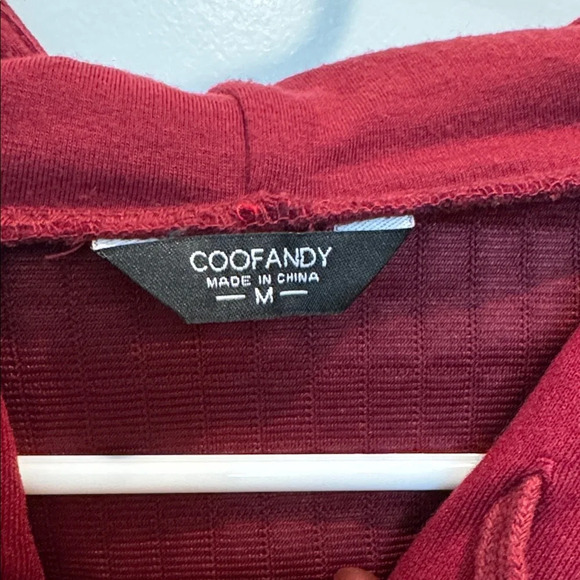 COOFANDY
MADE IN CHINA
— M —